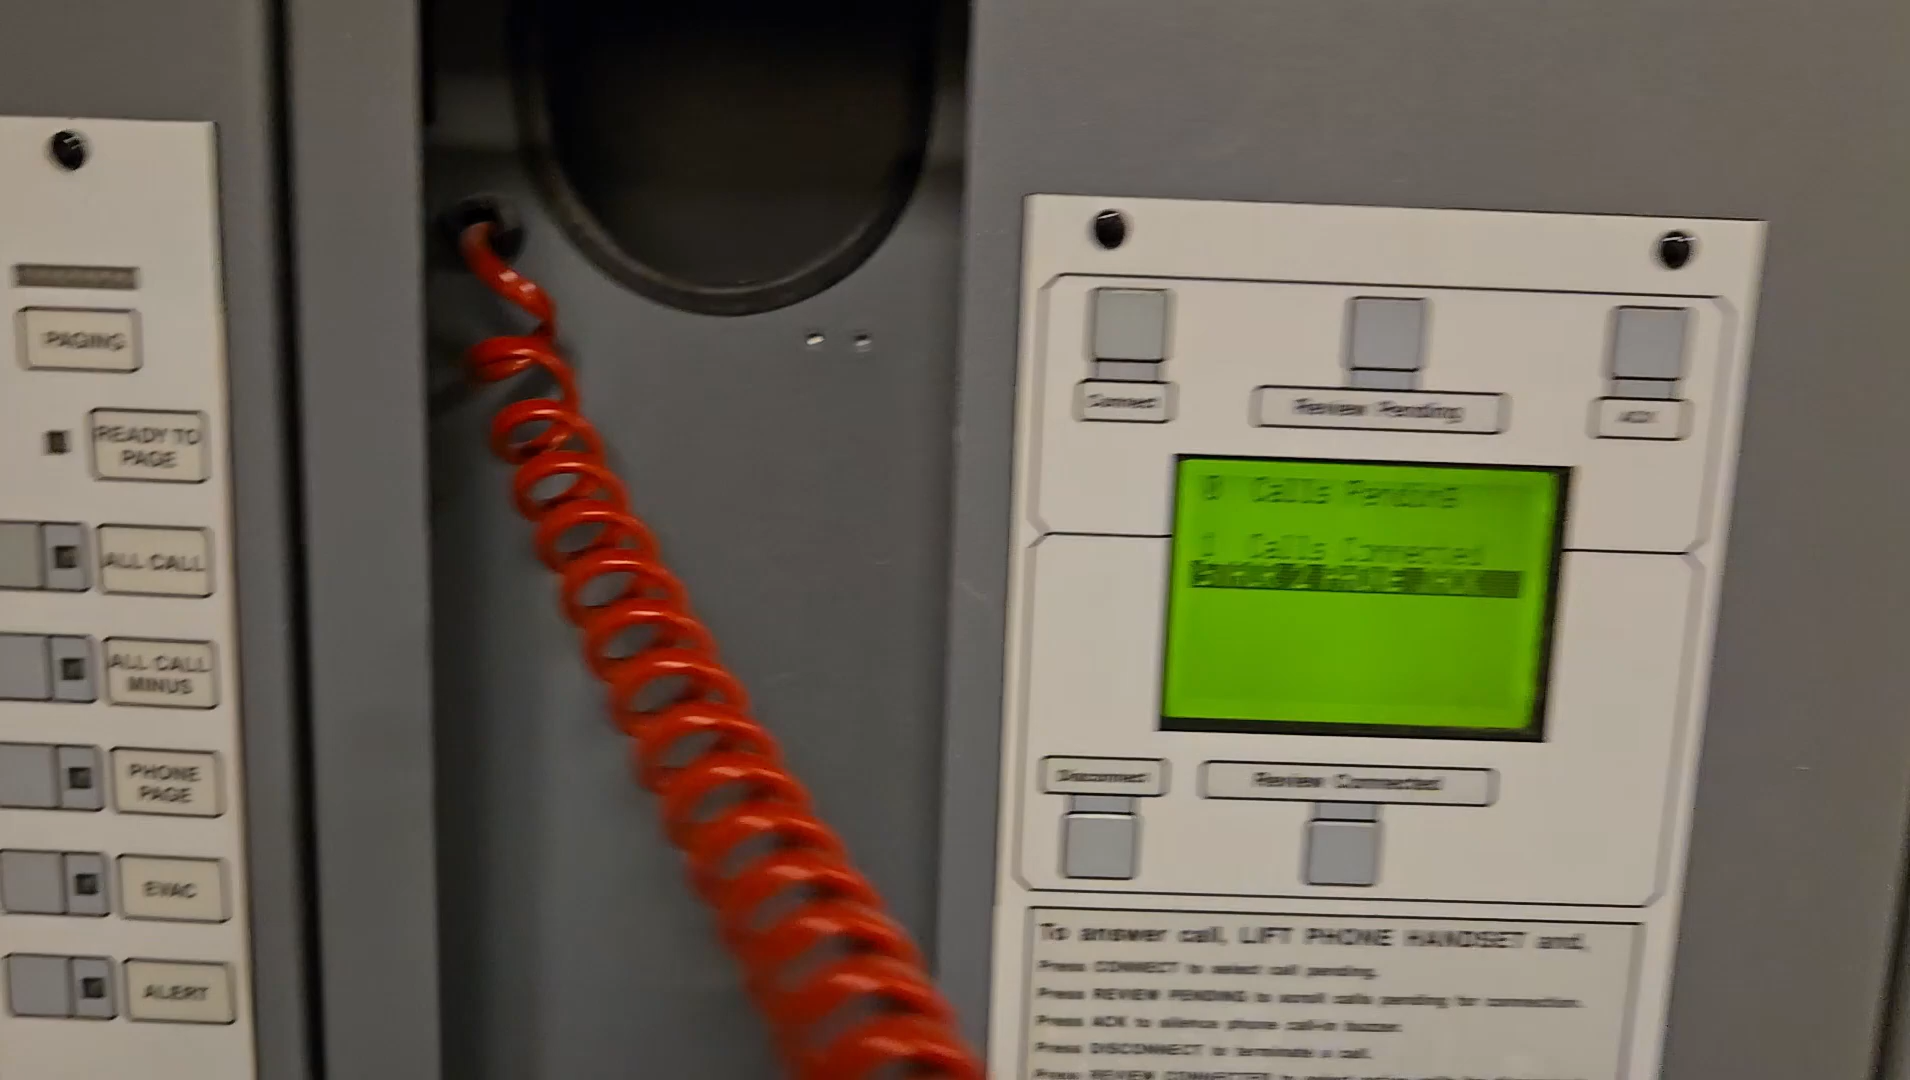 PAGING
READY TO
PAGE
ALL CALL
ALL CALL
MINUS
PHONE
PAGE
EVAC
ALERT
Connect
Review Pending
ACK
0 Calls Pending
1 Calls Connected
Disconnect
Review Connected
To answer call, LIFT PHONE HANDSET and,
Press CONNECT to select call pending.
Press REVIEW PENDING to scroll calls pending for connection.
Press ACK to silence phone call-in buzzer.
Press DISCONNECT to terminate a call.
Press REVIEW CONNECTED to select